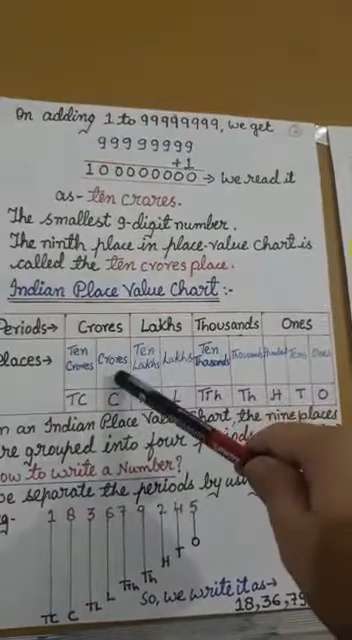 On adding 1 to 99999999, we get
99999999
+1
1 00000000 → We read it
as - ten crares.
The smallest 9-digit number.
The ninth place in place-value chart is
called the ten crores place.
Indian Place Value Chart :-
Periods→ Crores Lakhs Thousands Ones
Places→ Ten Crores Crores Ten Lakhs Lakhs Ten Thousands Thousands Hundred Tens Ones
TC C L TTh Th H T O
In an Indian Place Value Chart, the nine places
are grouped into four periods
How to write a Number?
we separate the periods by
eg- 1 8 3 6 7 9 2 4 5
TC C TL L TTh Th H T O
So, we write it as →
18,36,79